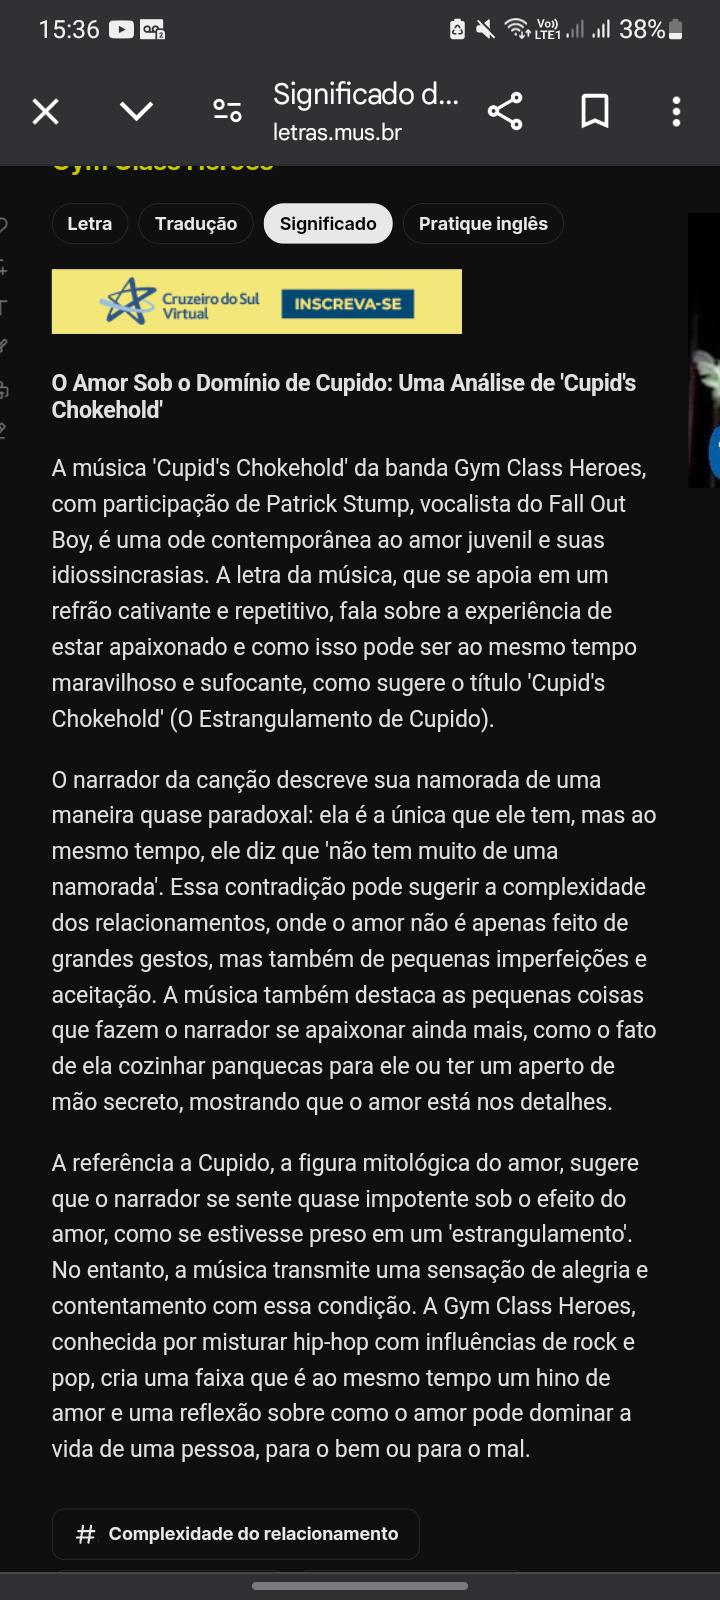 15:36
Vo))
LTE1
38%
Significado d...
letras.mus.br
Gym Class Heroes
Letra
Tradução
Significado
Pratique inglês
Cruzeiro do Sul
Virtual
INSCREVA-SE
O Amor Sob o Domínio de Cupido: Uma Análise de 'Cupid's
Chokehold'
A música 'Cupid's Chokehold' da banda Gym Class Heroes,
com participação de Patrick Stump, vocalista do Fall Out
Boy, é uma ode contemporânea ao amor juvenil e suas
idiossincrasias. A letra da música, que se apoia em um
refrão cativante e repetitivo, fala sobre a experiência de
estar apaixonado e como isso pode ser ao mesmo tempo
maravilhoso e sufocante, como sugere o título 'Cupid's
Chokehold' (O Estrangulamento de Cupido).
O narrador da canção descreve sua namorada de uma
maneira quase paradoxal: ela é a única que ele tem, mas ao
mesmo tempo, ele diz que 'não tem muito de uma
namorada'. Essa contradição pode sugerir a complexidade
dos relacionamentos, onde o amor não é apenas feito de
grandes gestos, mas também de pequenas imperfeições e
aceitação. A música também destaca as pequenas coisas
que fazem o narrador se apaixonar ainda mais, como o fato
de ela cozinhar panquecas para ele ou ter um aperto de
mão secreto, mostrando que o amor está nos detalhes.
A referência a Cupido, a figura mitológica do amor, sugere
que o narrador se sente quase impotente sob o efeito do
amor, como se estivesse preso em um 'estrangulamento'.
No entanto, a música transmite uma sensação de alegria e
contentamento com essa condição. A Gym Class Heroes,
conhecida por misturar hip-hop com influências de rock e
pop, cria uma faixa que é ao mesmo tempo um hino de
amor e uma reflexão sobre como o amor pode dominar a
vida de uma pessoa, para o bem ou para o mal.
# Complexidade do relacionamento